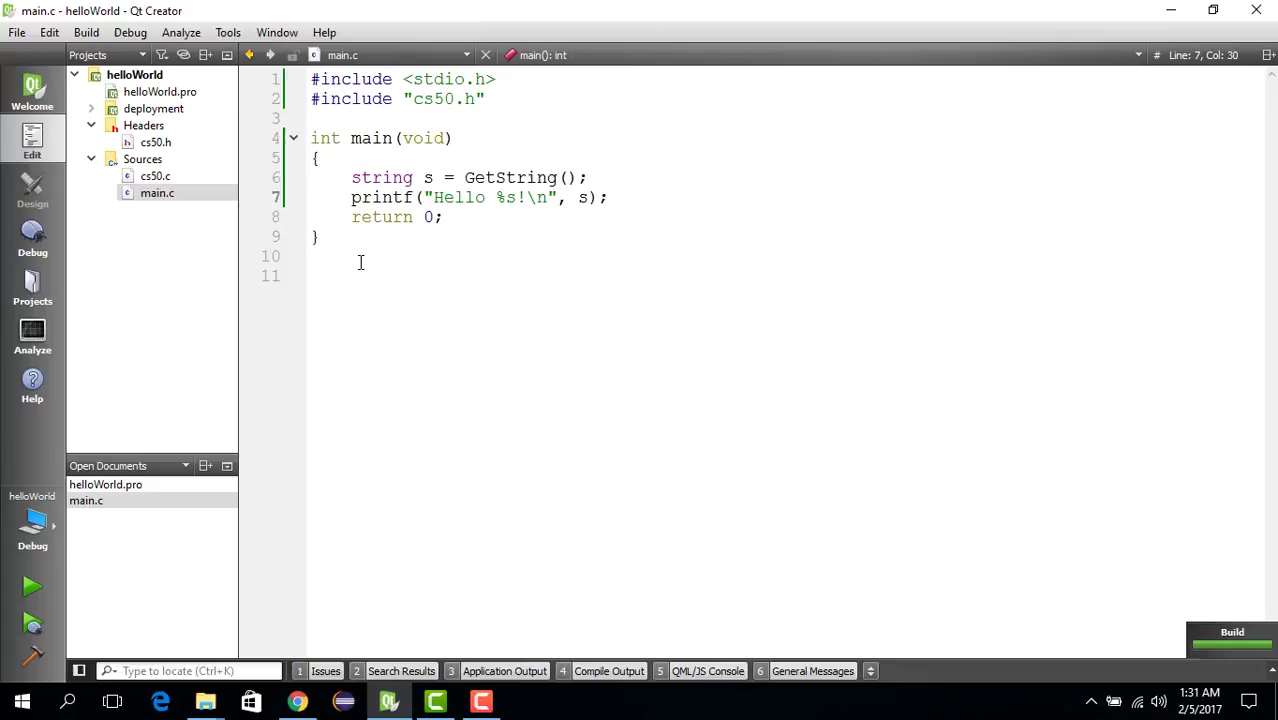 main.c - helloWorld - Qt Creator
File Edit Build Debug Analyze Tools Window Help
Projects main.c main(): int # Line: 7, Col: 30
Welcome
Edit
Design
Debug
Projects
Analyze
Help
helloWorld
Debug
helloWorld
helloWorld.pro
deployment
Headers
cs50.h
Sources
cs50.c
main.c
Open Documents
helloWorld.pro
main.c
1 #include <stdio.h>
2 #include "cs50.h"
3
4 int main(void)
5 {
6 string s = GetString();
7 printf("Hello %s!\n", s);
8 return 0;
9 }
10
11
Build
Type to locate (Ctrl+K) 1 Issues 2 Search Results 3 Application Output 4 Compile Output 5 QML/JS Console 6 General Messages
1:31 AM
2/5/2017